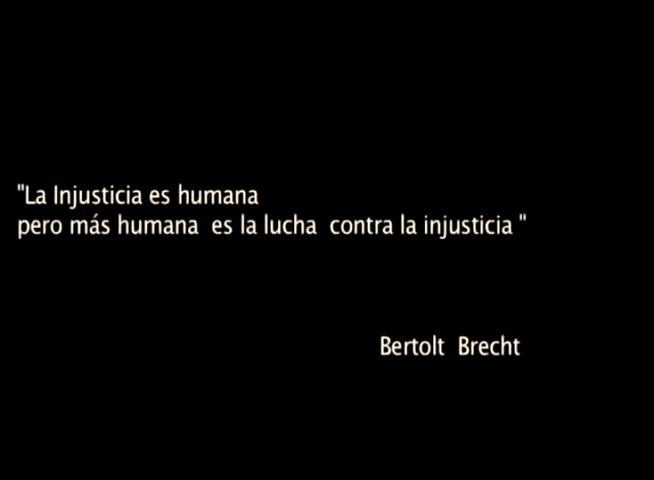 "La Injusticia es humana
pero más humana es la lucha contra la injusticia "
Bertolt Brecht